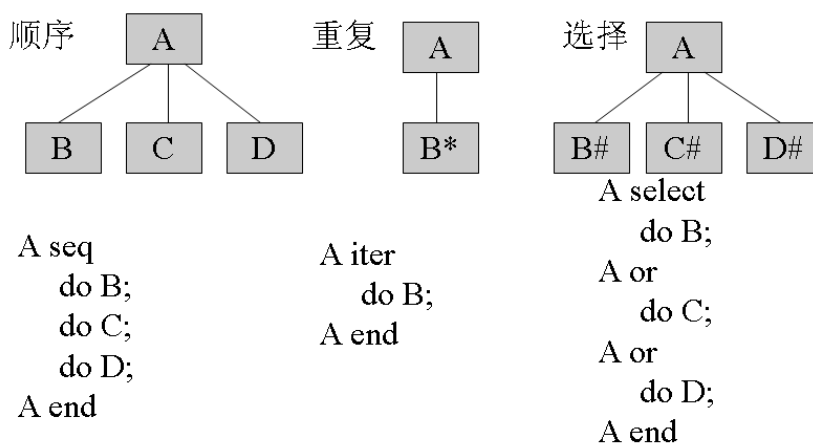 顺序
A
B
C
D
A seq
do B;
do C;
do D;
A end
重复
A
B*
A iter
do B;
A end
选择
A
B#
C#
D#
A select
do B;
A or
do C;
A or
do D;
A end